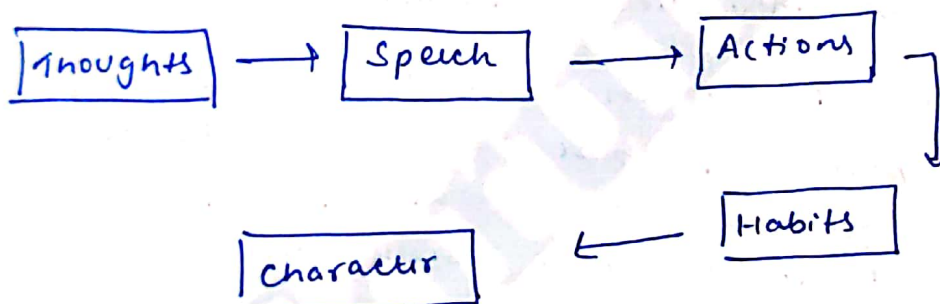 Thoughts → Speech → Actions
Habits
Character ←